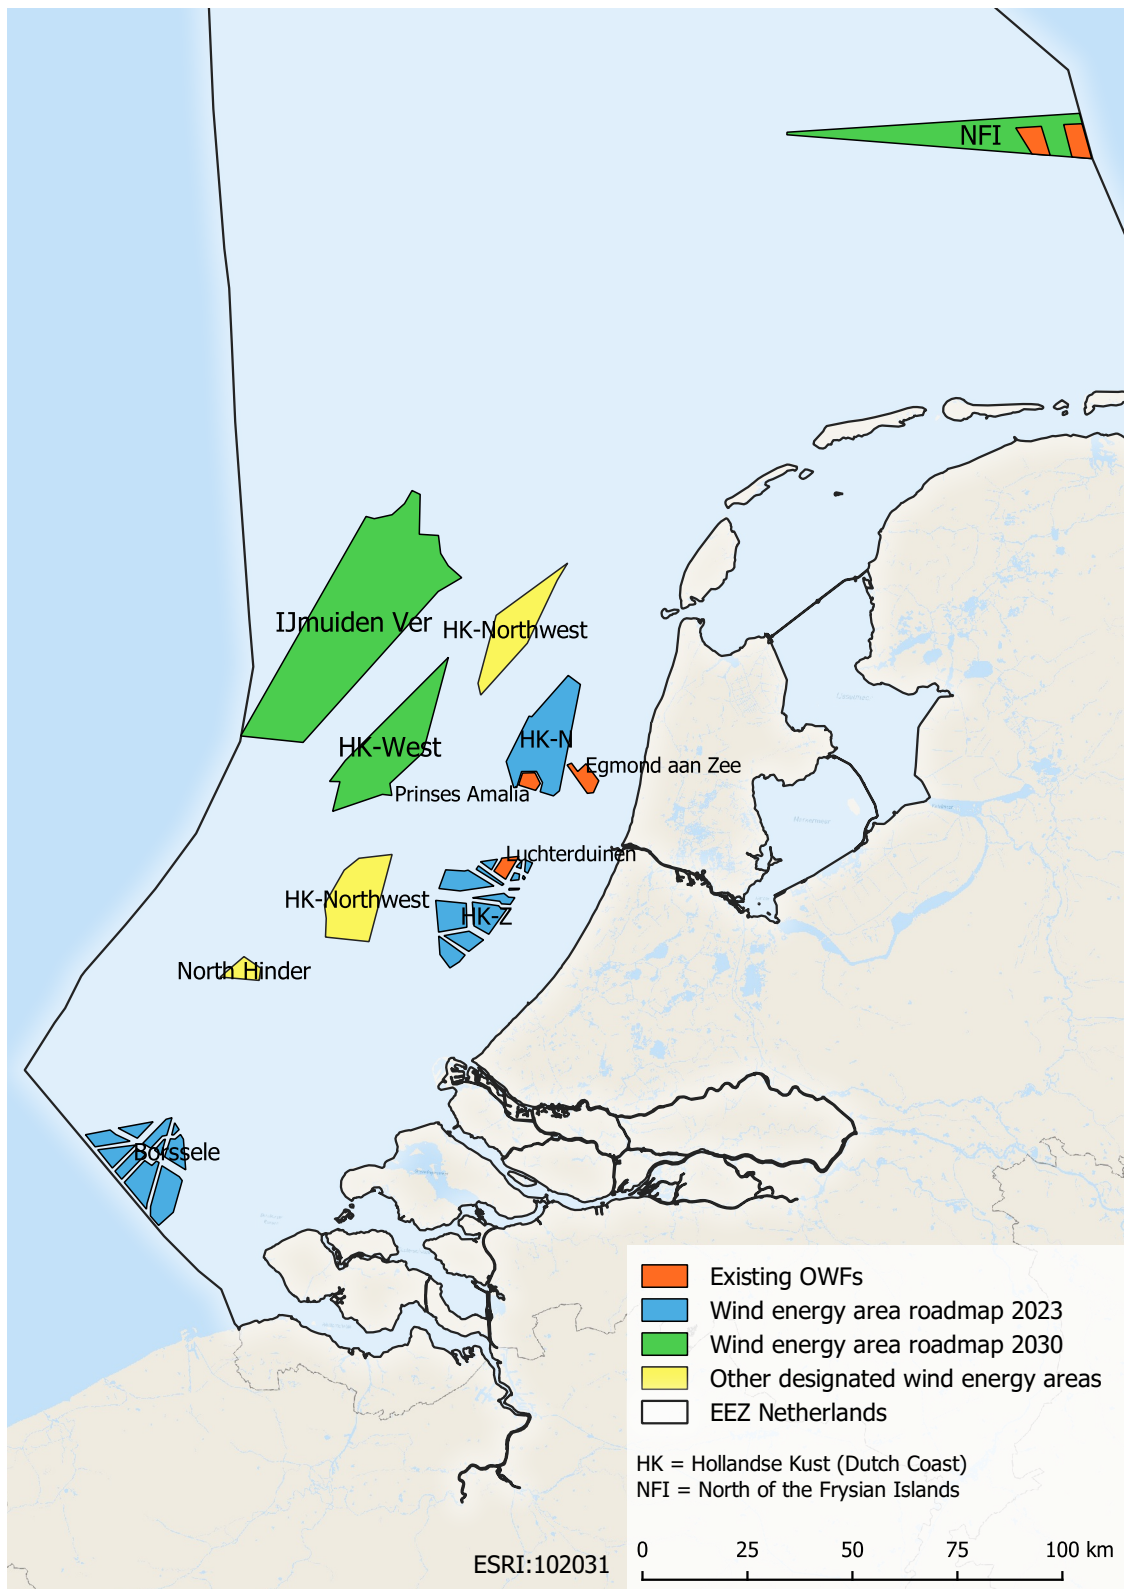 NFI
IJmuiden Ver
HK-Northwest
HK-West
HK-N
Egmond aan Zee
Prinses Amalia
Luchterduinen
HK-Northwest
HK-Z
North Hinder
Borssele
Existing OWFs
Wind energy area roadmap 2023
Wind energy area roadmap 2030
Other designated wind energy areas
EEZ Netherlands
HK = Hollandse Kust (Dutch Coast)
NFI = North of the Frysian Islands
ESRI:102031
0 25 50 75 100 km